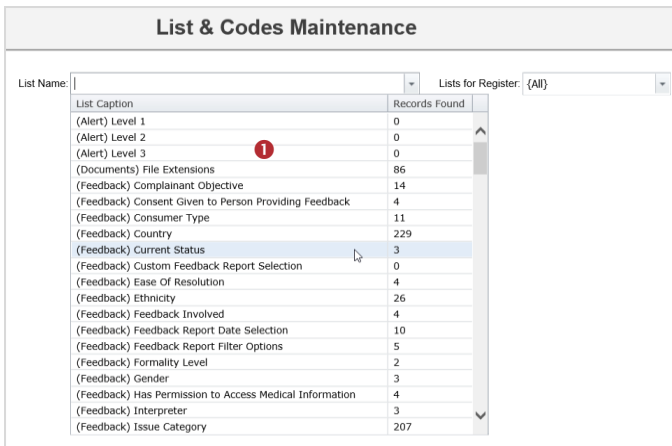 List & Codes Maintenance
List Name: Lists for Register: {All}
List Caption Records Found
(Alert) Level 1 0
(Alert) Level 2 0
(Alert) Level 3 0
1
(Documents) File Extensions 86
(Feedback) Complainant Objective 14
(Feedback) Consent Given to Person Providing Feedback 4
(Feedback) Consumer Type 11
(Feedback) Country 229
(Feedback) Current Status 3
(Feedback) Custom Feedback Report Selection 0
(Feedback) Ease Of Resolution 4
(Feedback) Ethnicity 26
(Feedback) Feedback Involved 4
(Feedback) Feedback Report Date Selection 10
(Feedback) Feedback Report Filter Options 5
(Feedback) Formality Level 2
(Feedback) Gender 3
(Feedback) Has Permission to Access Medical Information 4
(Feedback) Interpreter 3
(Feedback) Issue Category 207